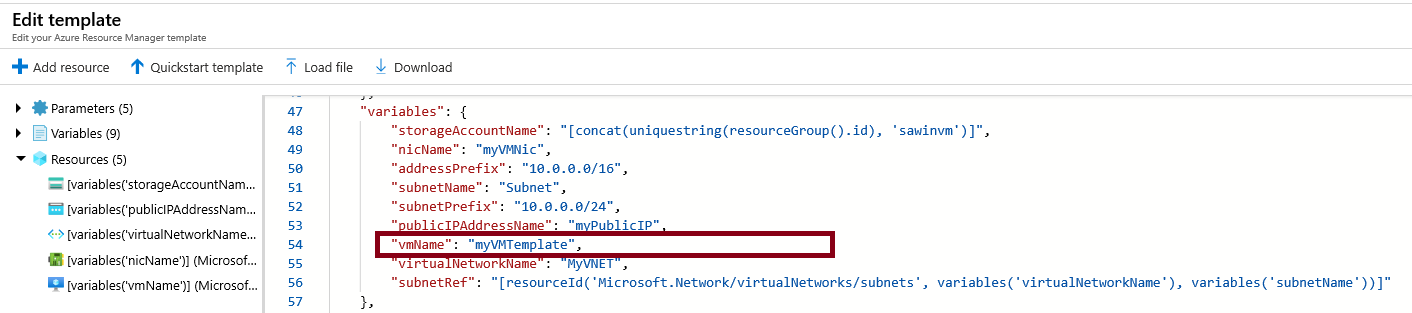 Edit template
Edit your Azure Resource Manager template
Add resource Quickstart template Load file Download
Parameters (5)
Variables (9)
Resources (5)
[variables('storageAccountNam...
[variables('publicIPAddressNam...
[variables('virtualNetworkName...
[variables('nicName')] (Microsof...
[variables('vmName')] (Microsof...
47 "variables": {
48 "storageAccountName": "[concat(uniquestring(resourceGroup().id), 'sawinvm')]",
49 "nicName": "myVMNic",
50 "addressPrefix": "10.0.0.0/16",
51 "subnetName": "Subnet",
52 "subnetPrefix": "10.0.0.0/24",
53 "publicIPAddressName": "myPublicIP",
54 "vmName": "myVMTemplate",
55 "virtualNetworkName": "MyVNET",
56 "subnetRef": "[resourceId('Microsoft.Network/virtualNetworks/subnets', variables('virtualNetworkName'), variables('subnetName'))]"
57 },